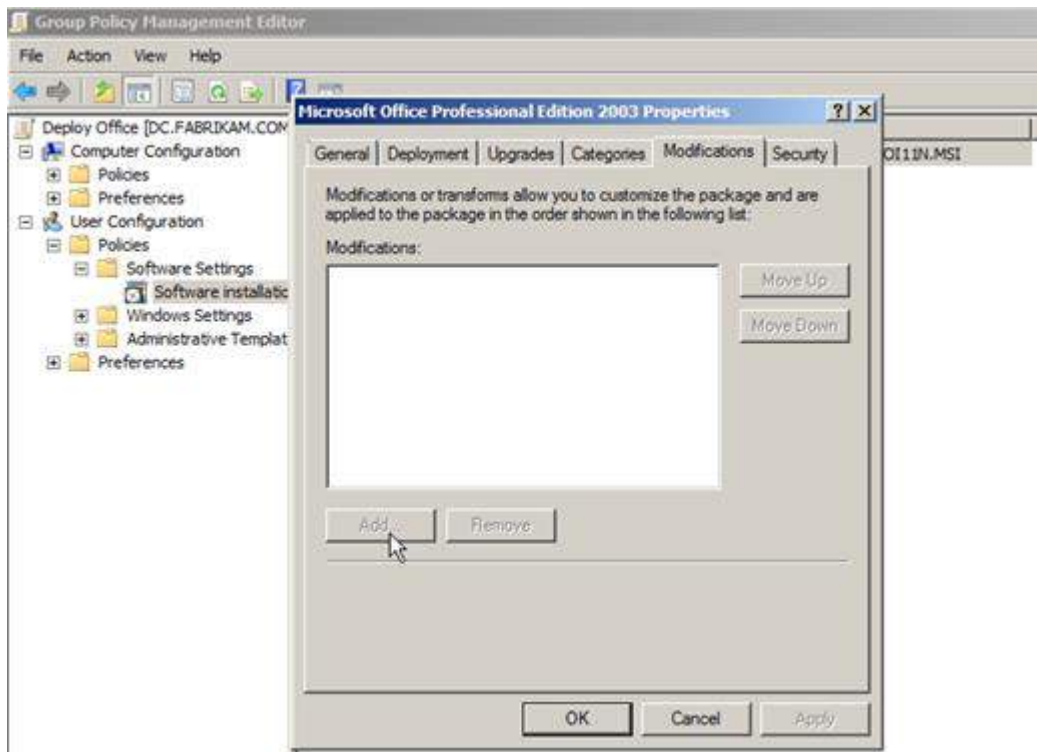 Group Policy Management Editor
File Action View Help
Microsoft Office Professional Edition 2003 Properties
Deploy Office [DC.FABRIKAM.COM
Computer Configuration
Policies
Preferences
User Configuration
Policies
Software Settings
Software installatic
Windows Settings
Administrative Templat
Preferences
General Deployment Upgrades Categories Modifications Security
OI11N.MSI
Modifications or transforms allow you to customize the package and are
applied to the package in the order shown in the following list:
Modifications:
Move Up
Move Down
Add... Remove
OK Cancel Apply